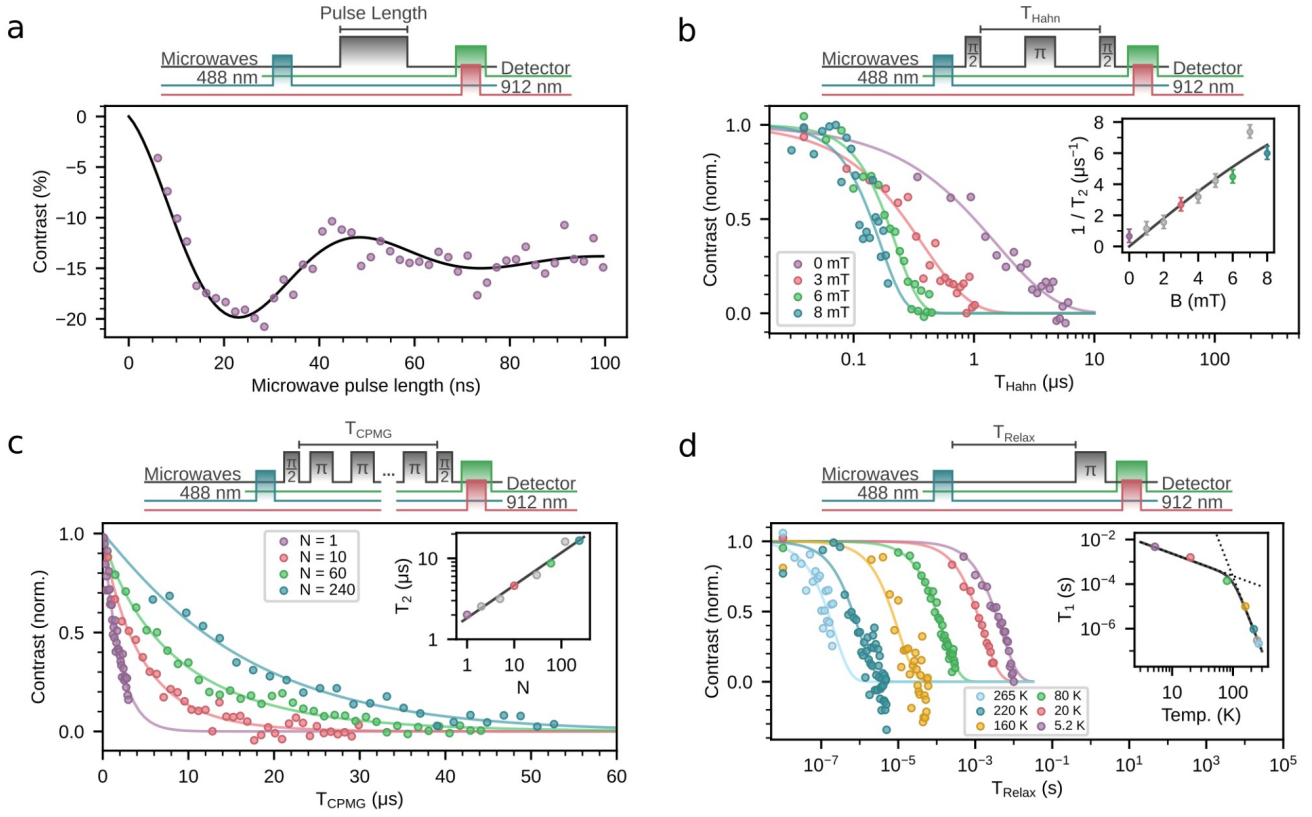 a
Pulse Length
Microwaves
488 nm
Detector
912 nm
Contrast (%)
0
−5
−10
−15
−20
0 20 40 60 80 100
Microwave pulse length (ns)
b
T_Hahn
π/2 π π/2
Microwaves
488 nm
Detector
912 nm
Contrast (norm.)
1.0
0.5
0.0
0 mT
3 mT
6 mT
8 mT
0.1 1 10 100
T_Hahn (μs)
1 / T₂ (μs⁻¹)
8
6
4
2
0
0 2 4 6 8
B (mT)
c
T_CPMG
π/2 π π ... π π/2
Microwaves
488 nm
Detector
912 nm
Contrast (norm.)
1.0
0.5
0.0
N = 1
N = 10
N = 60
N = 240
0 10 20 30 40 50 60
T_CPMG (μs)
T₂ (μs)
10
1
1 10 100
N
d
T_Relax
π
Microwaves
488 nm
Detector
912 nm
Contrast (norm.)
1.0
0.5
0.0
265 K
220 K
160 K
80 K
20 K
5.2 K
10⁻⁷ 10⁻⁵ 10⁻³ 10⁻¹ 10¹ 10³ 10⁵
T_Relax (s)
T₁ (s)
10⁻²
10⁻⁴
10⁻⁶
10 100
Temp. (K)